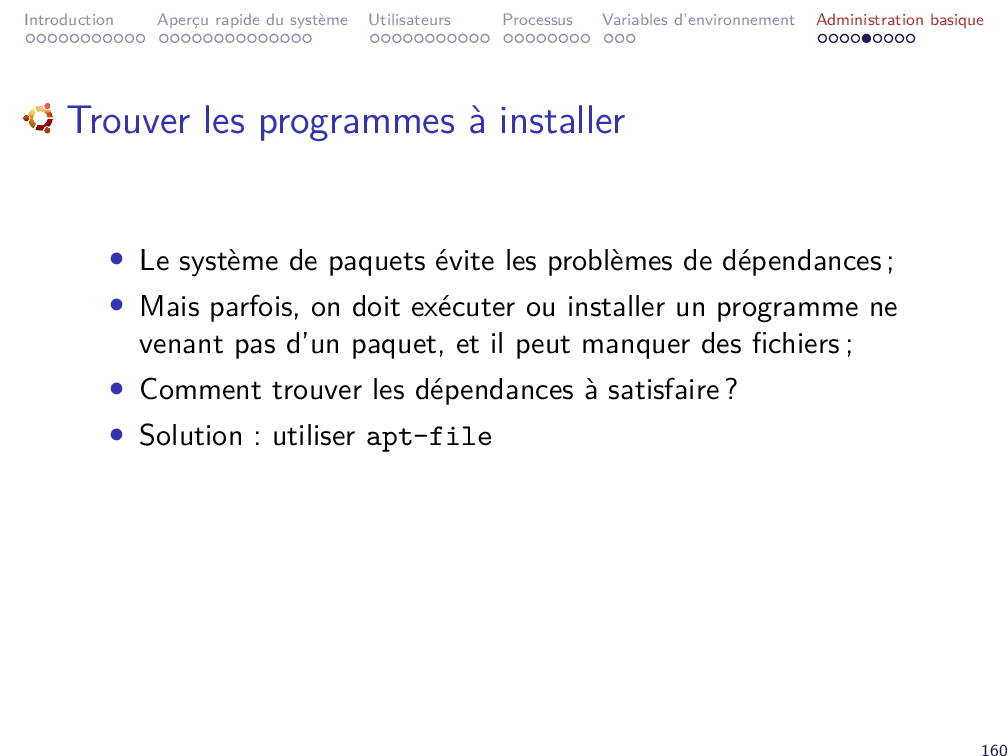 Introduction Aperçu rapide du système Utilisateurs Processus Variables d'environnement Administration basique
Trouver les programmes à installer
• Le système de paquets évite les problèmes de dépendances ;
• Mais parfois, on doit exécuter ou installer un programme ne
venant pas d'un paquet, et il peut manquer des fichiers ;
• Comment trouver les dépendances à satisfaire ?
• Solution : utiliser apt-file
160